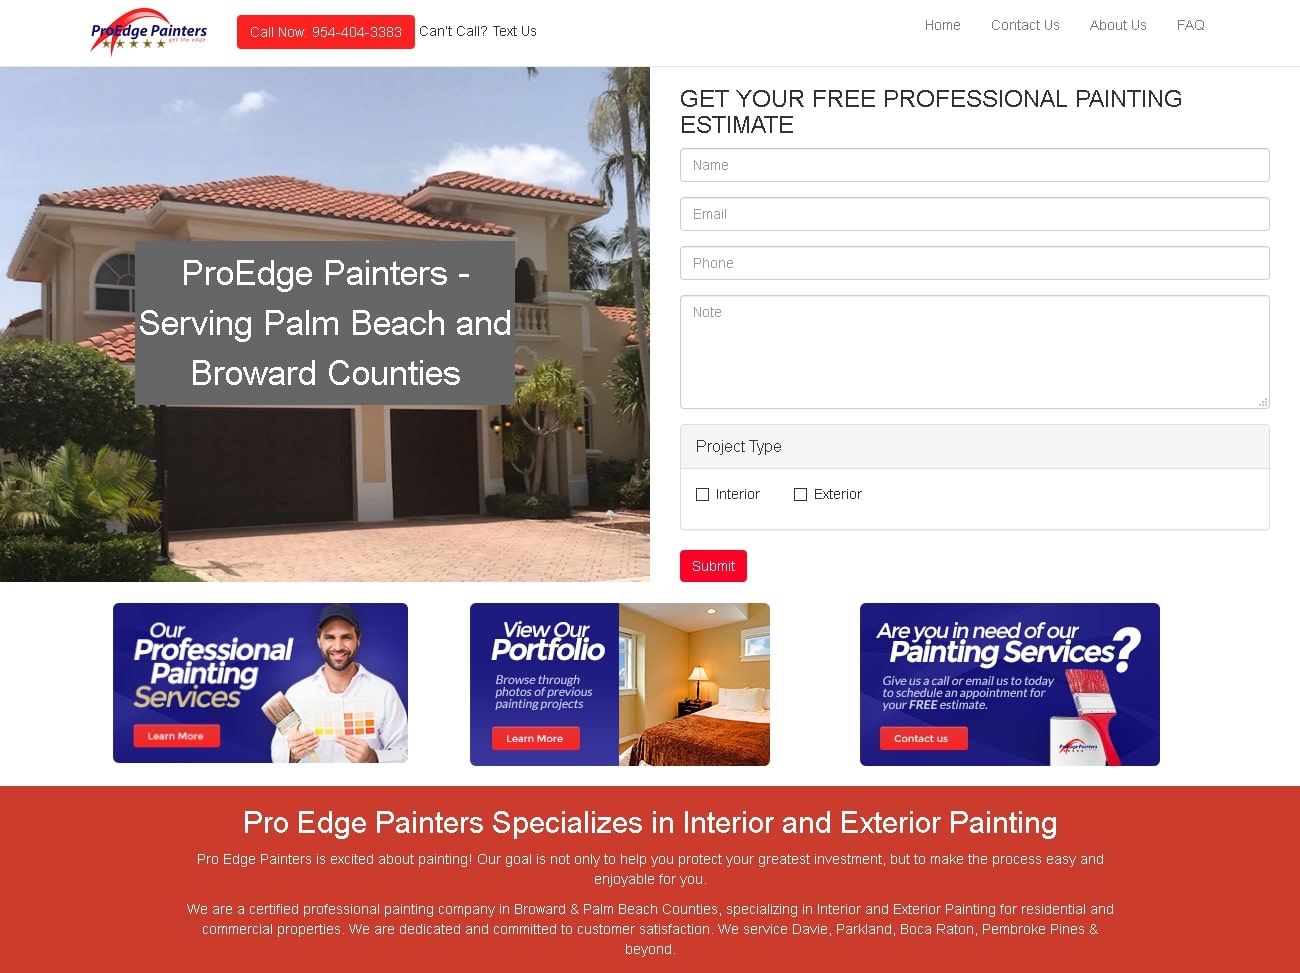 ProEdge Painters
get the edge
Call Now: 954-404-3383
Can't Call? Text Us
Home
Contact Us
About Us
FAQ
ProEdge Painters -
Serving Palm Beach and
Broward Counties
GET YOUR FREE PROFESSIONAL PAINTING
ESTIMATE
Name
Email
Phone
Note
Project Type
Interior
Exterior
Submit
Our
Professional
Painting
Services
Learn More
View Our
Portfolio
Browse through
photos of previous
painting projects
Learn More
Are you in need of our
Painting Services?
Give us a call or email us to today
to schedule an appointment for
your FREE estimate.
Contact us
ProEdge Painters
Pro Edge Painters Specializes in Interior and Exterior Painting
Pro Edge Painters is excited about painting! Our goal is not only to help you protect your greatest investment, but to make the process easy and
enjoyable for you.
We are a certified professional painting company in Broward & Palm Beach Counties, specializing in Interior and Exterior Painting for residential and
commercial properties. We are dedicated and committed to customer satisfaction. We service Davie, Parkland, Boca Raton, Pembroke Pines &
beyond.